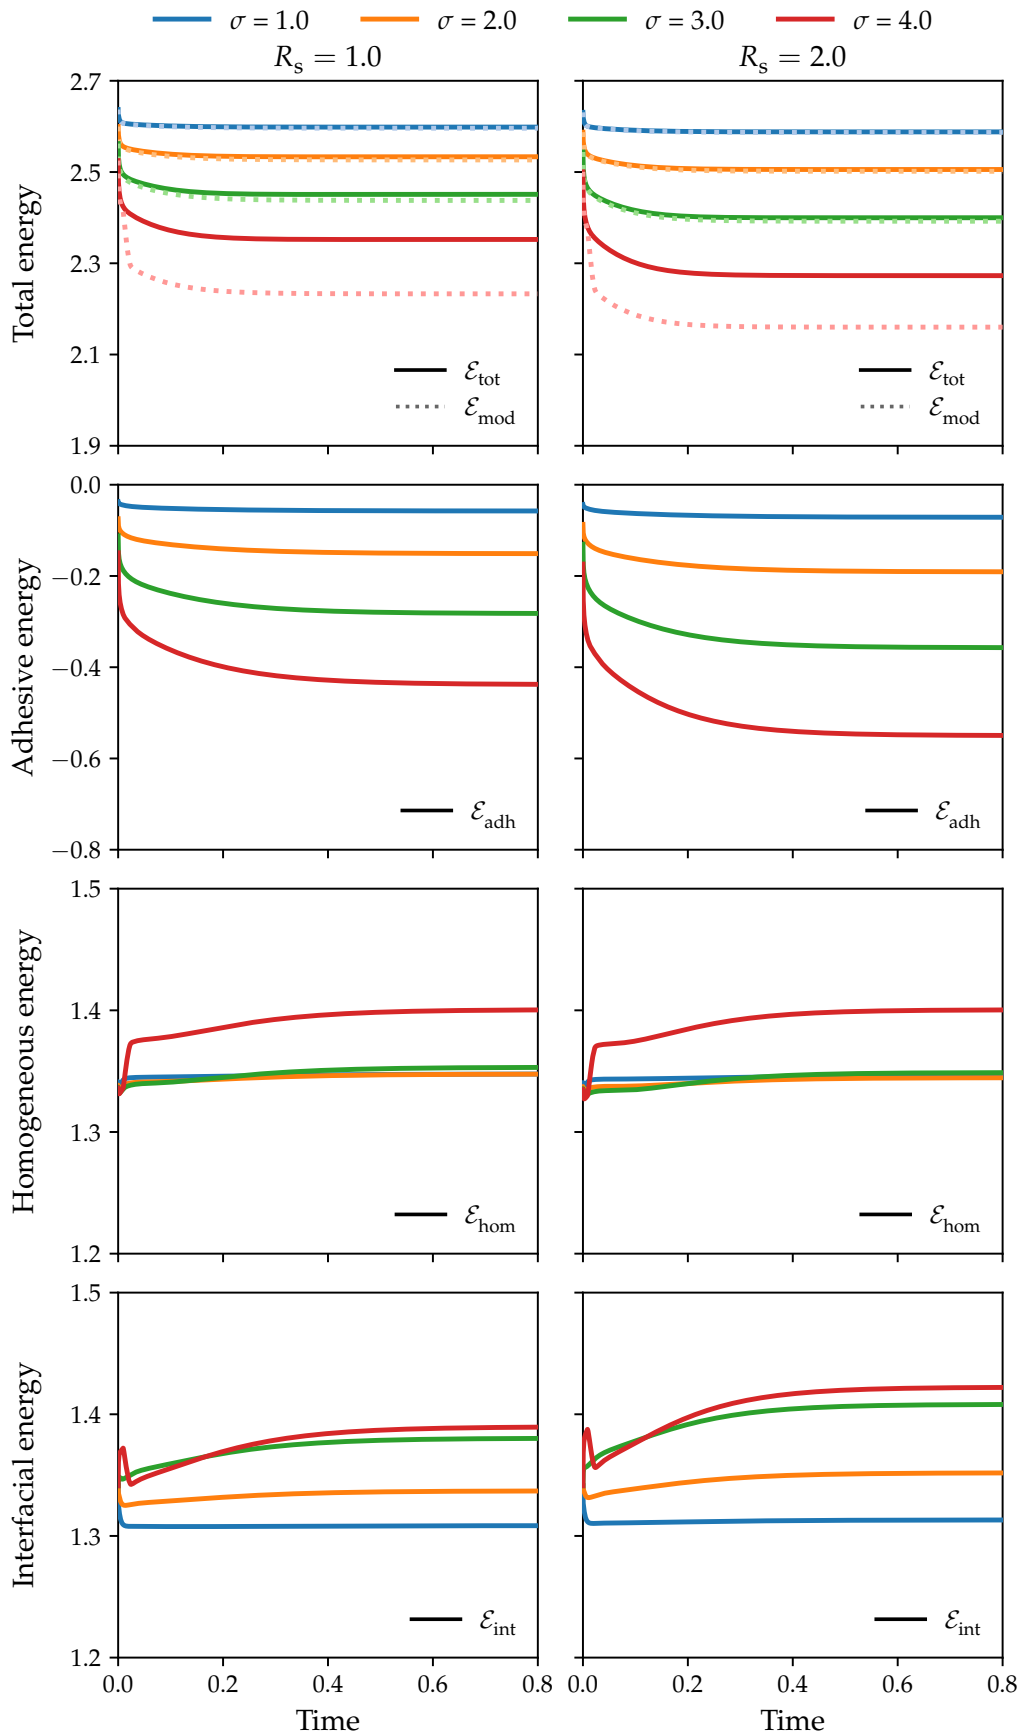 σ = 1.0 σ = 2.0 σ = 3.0 σ = 4.0
R_s = 1.0 R_s = 2.0
Total energy
2.7
2.5
2.3
2.1
1.9
ℰ_tot
ℰ_mod
ℰ_tot
ℰ_mod
Adhesive energy
0.0
−0.2
−0.4
−0.6
−0.8
ℰ_adh
ℰ_adh
Homogeneous energy
1.5
1.4
1.3
1.2
ℰ_hom
ℰ_hom
Interfacial energy
1.5
1.4
1.3
1.2
ℰ_int
ℰ_int
0.0 0.2 0.4 0.6 0.8
0.0 0.2 0.4 0.6 0.8
Time
Time